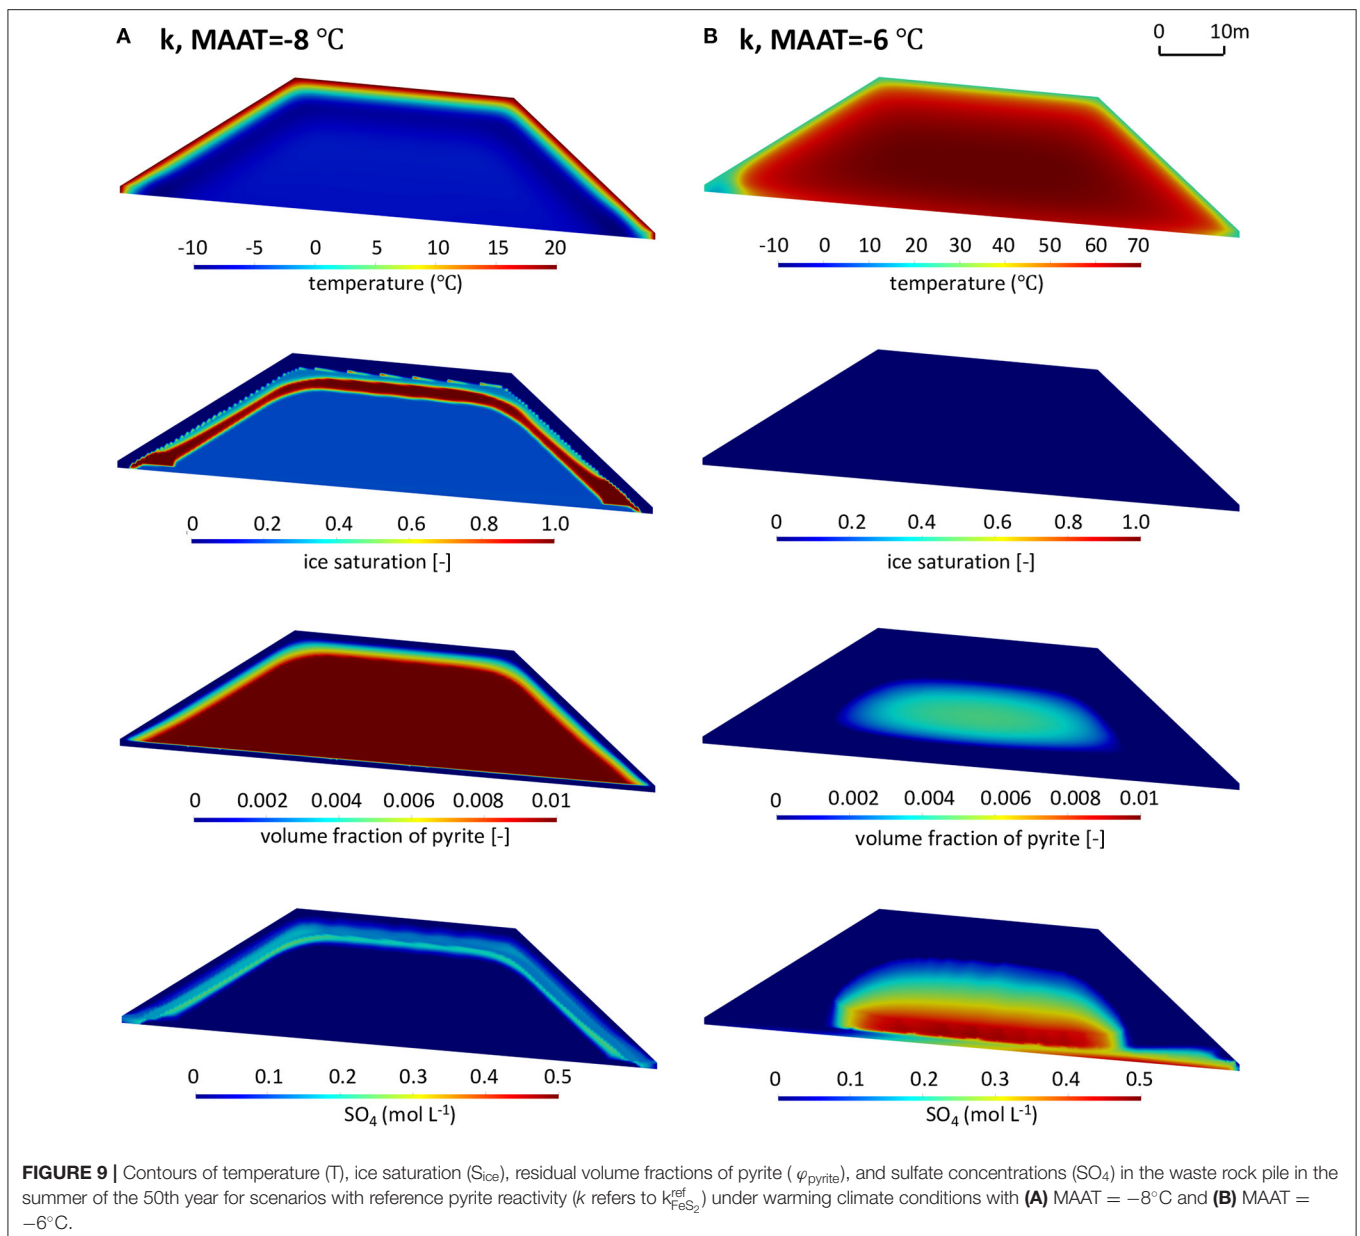 A k, MAAT=-8 °C
B k, MAAT=-6 °C
0 10m
-10 -5 0 5 10 15 20
temperature (°C)
-10 0 10 20 30 40 50 60 70
temperature (°C)
0 0.2 0.4 0.6 0.8 1.0
ice saturation [-]
0 0.2 0.4 0.6 0.8 1.0
ice saturation [-]
0 0.002 0.004 0.006 0.008 0.01
volume fraction of pyrite [-]
0 0.002 0.004 0.006 0.008 0.01
volume fraction of pyrite [-]
0 0.1 0.2 0.3 0.4 0.5
SO₄ (mol L⁻¹)
0 0.1 0.2 0.3 0.4 0.5
SO₄ (mol L⁻¹)
FIGURE 9 | Contours of temperature (T), ice saturation (Sᵢcₑ), residual volume fractions of pyrite ( φpyrite), and sulfate concentrations (SO₄) in the waste rock pile in the
summer of the 50th year for scenarios with reference pyrite reactivity (k refers to k^ref_FeS₂) under warming climate conditions with (A) MAAT = −8°C and (B) MAAT =
−6°C.